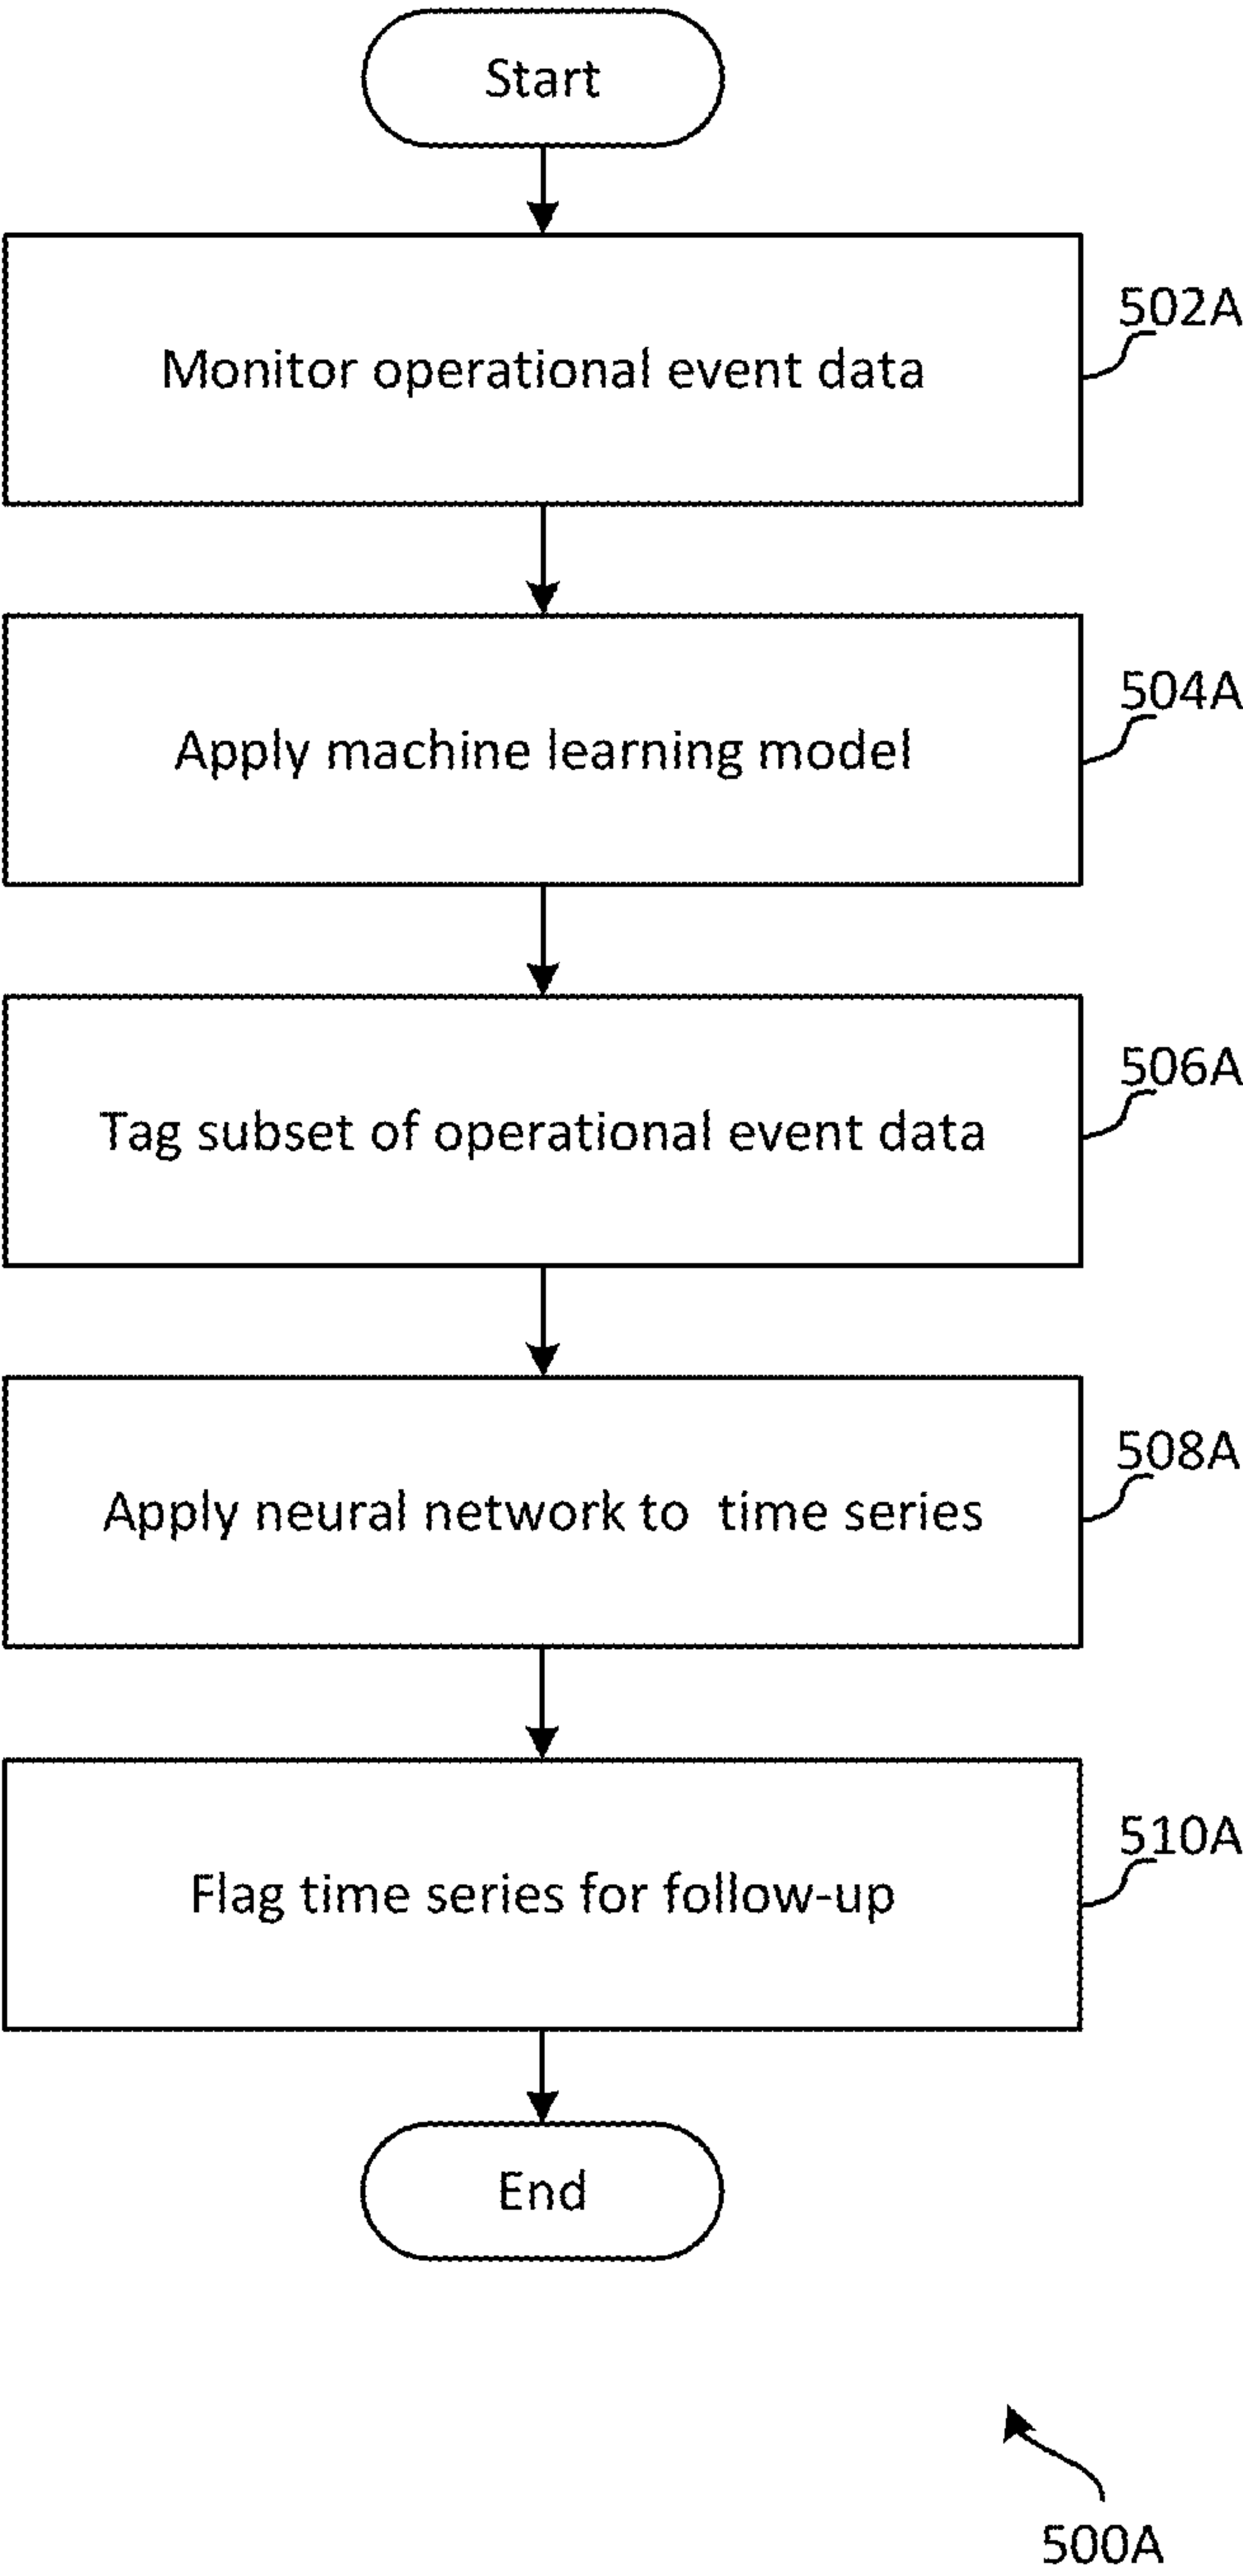 Start
502A
Monitor operational event data
504A
Apply machine learning model
506A
Tag subset of operational event data
508A
Apply neural network to  time series
510A
Flag time series for follow-up
End
500A